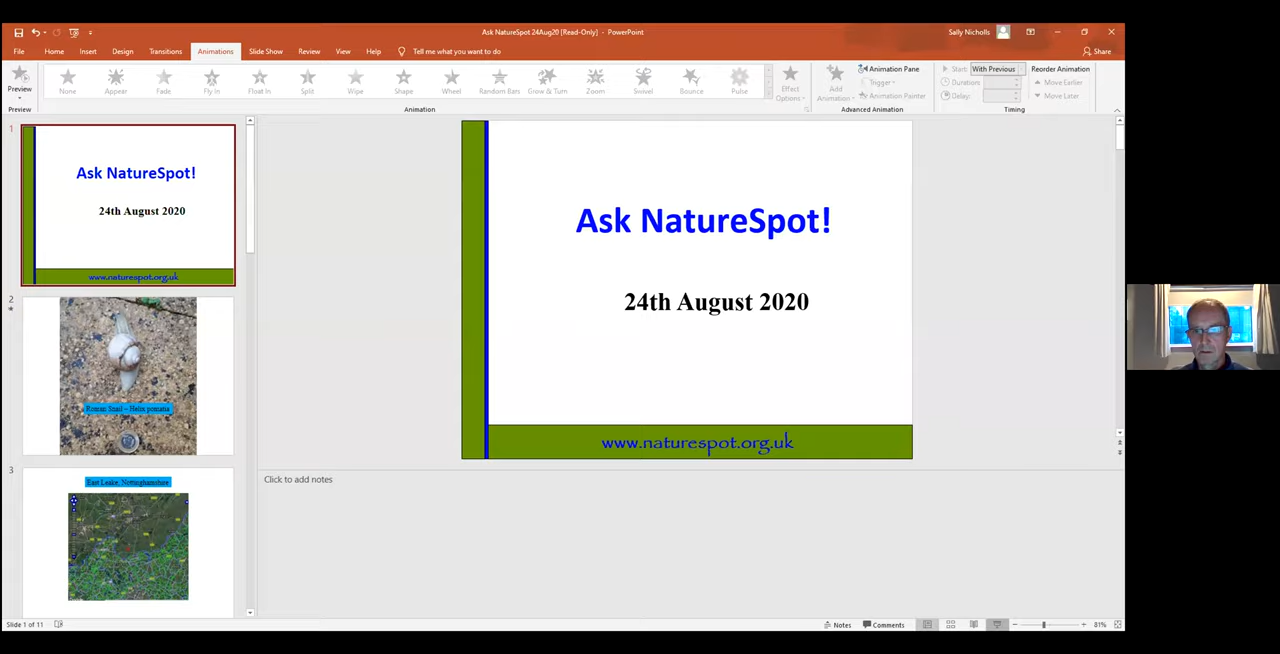 Ask NatureSpot 24Aug20 [Read-Only] - PowerPoint
Sally Nicholls
File Home Insert Design Transitions Animations Slide Show Review View Help Tell me what you want to do
Share
Preview
None Appear Fade Fly In Float In Split Wipe Shape Wheel Random Bars Grow & Turn Zoom Swivel Bounce Pulse
Effect Options
Add Animation
Animation Pane
Trigger
Animation Painter
Start: With Previous
Duration:
Delay:
Reorder Animation
Move Earlier
Move Later
Preview Animation Advanced Animation Timing
1
Ask NatureSpot!
24th August 2020
www.naturespot.org.uk
2
Roman Snail – Helix pomatia
3
East Leake, Nottinghamshire
Ask NatureSpot!
24th August 2020
www.naturespot.org.uk
Click to add notes
Slide 1 of 11
Notes Comments 81%